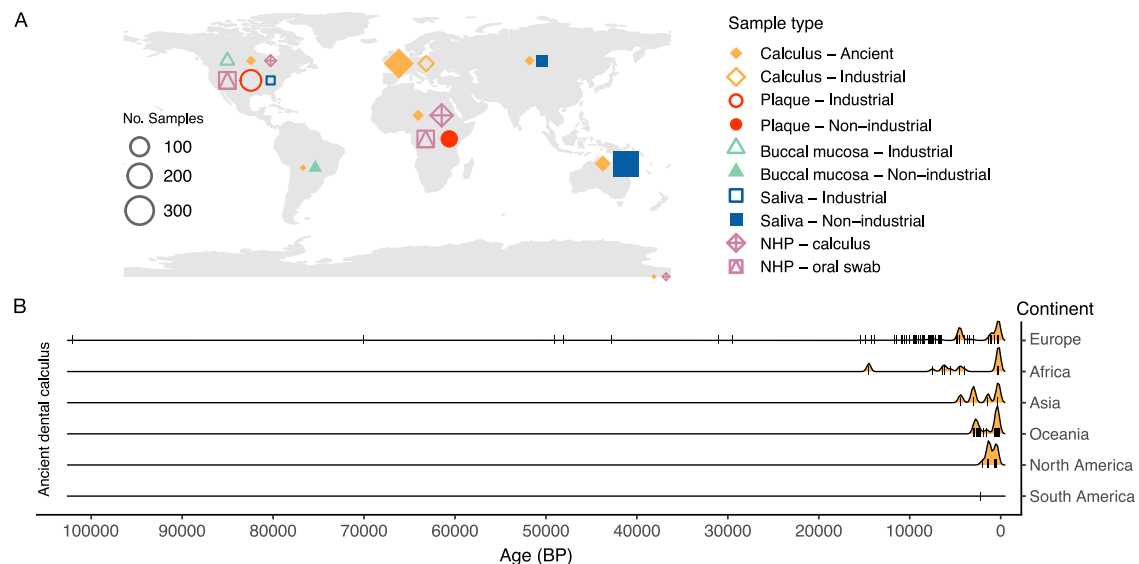 A
Sample type
Calculus – Ancient
Calculus – Industrial
Plaque – Industrial
Plaque – Non–industrial
Buccal mucosa – Industrial
Buccal mucosa – Non–industrial
Saliva – Industrial
Saliva – Non–industrial
NHP – calculus
NHP – oral swab
No. Samples
100
200
300
B
Continent
Europe
Africa
Asia
Oceania
North America
South America
Ancient dental calculus
100000 90000 80000 70000 60000 50000 40000 30000 20000 10000 0
Age (BP)